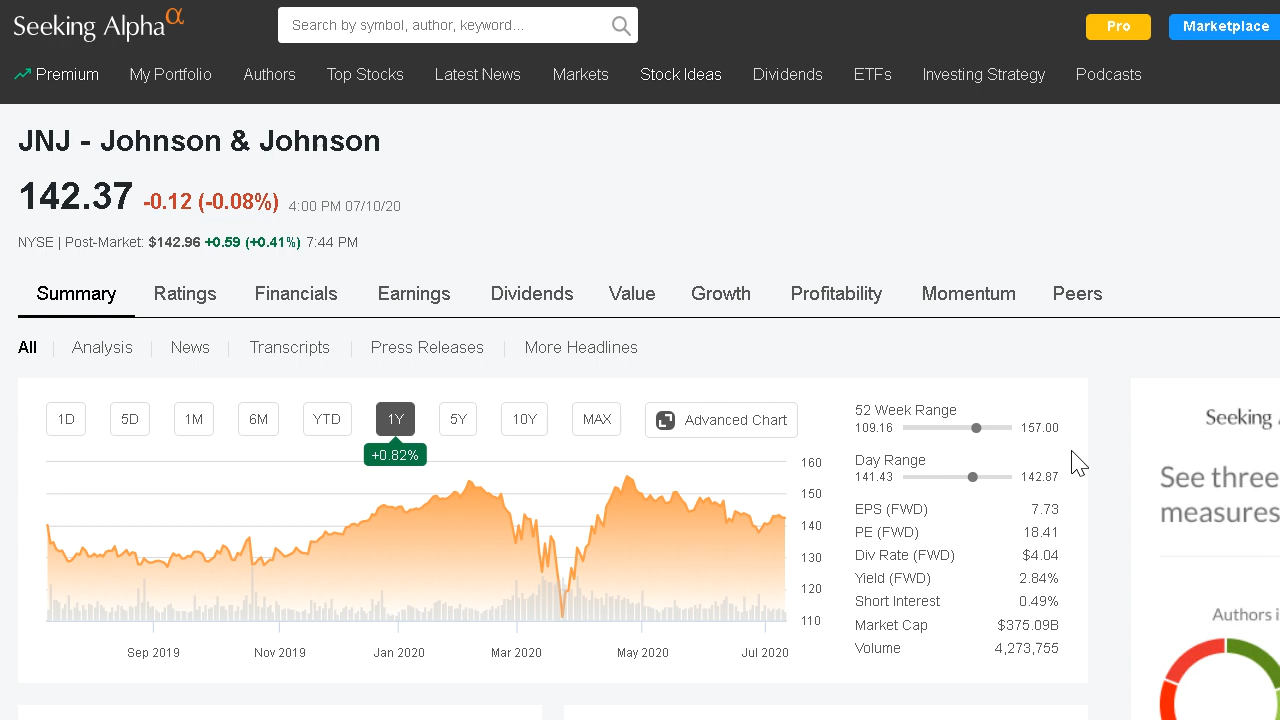 Seeking Alpha α
Search by symbol, author, keyword...
Pro
Marketplace
Premium My Portfolio Authors Top Stocks Latest News Markets Stock Ideas Dividends ETFs Investing Strategy Podcasts
JNJ - Johnson & Johnson
142.37 -0.12 (-0.08%) 4:00 PM 07/10/20
NYSE | Post-Market: $142.96 +0.59 (+0.41%) 7:44 PM
Summary Ratings Financials Earnings Dividends Value Growth Profitability Momentum Peers
All Analysis News Transcripts Press Releases More Headlines
1D 5D 1M 6M YTD 1Y 5Y 10Y MAX Advanced Chart
+0.82%
160
150
140
130
120
110
Sep 2019 Nov 2019 Jan 2020 Mar 2020 May 2020 Jul 2020
52 Week Range
109.16 157.00
Day Range
141.43 142.87
EPS (FWD) 7.73
PE (FWD) 18.41
Div Rate (FWD) $4.04
Yield (FWD) 2.84%
Short Interest 0.49%
Market Cap $375.09B
Volume 4,273,755
Seeking
See three
measures
Authors i